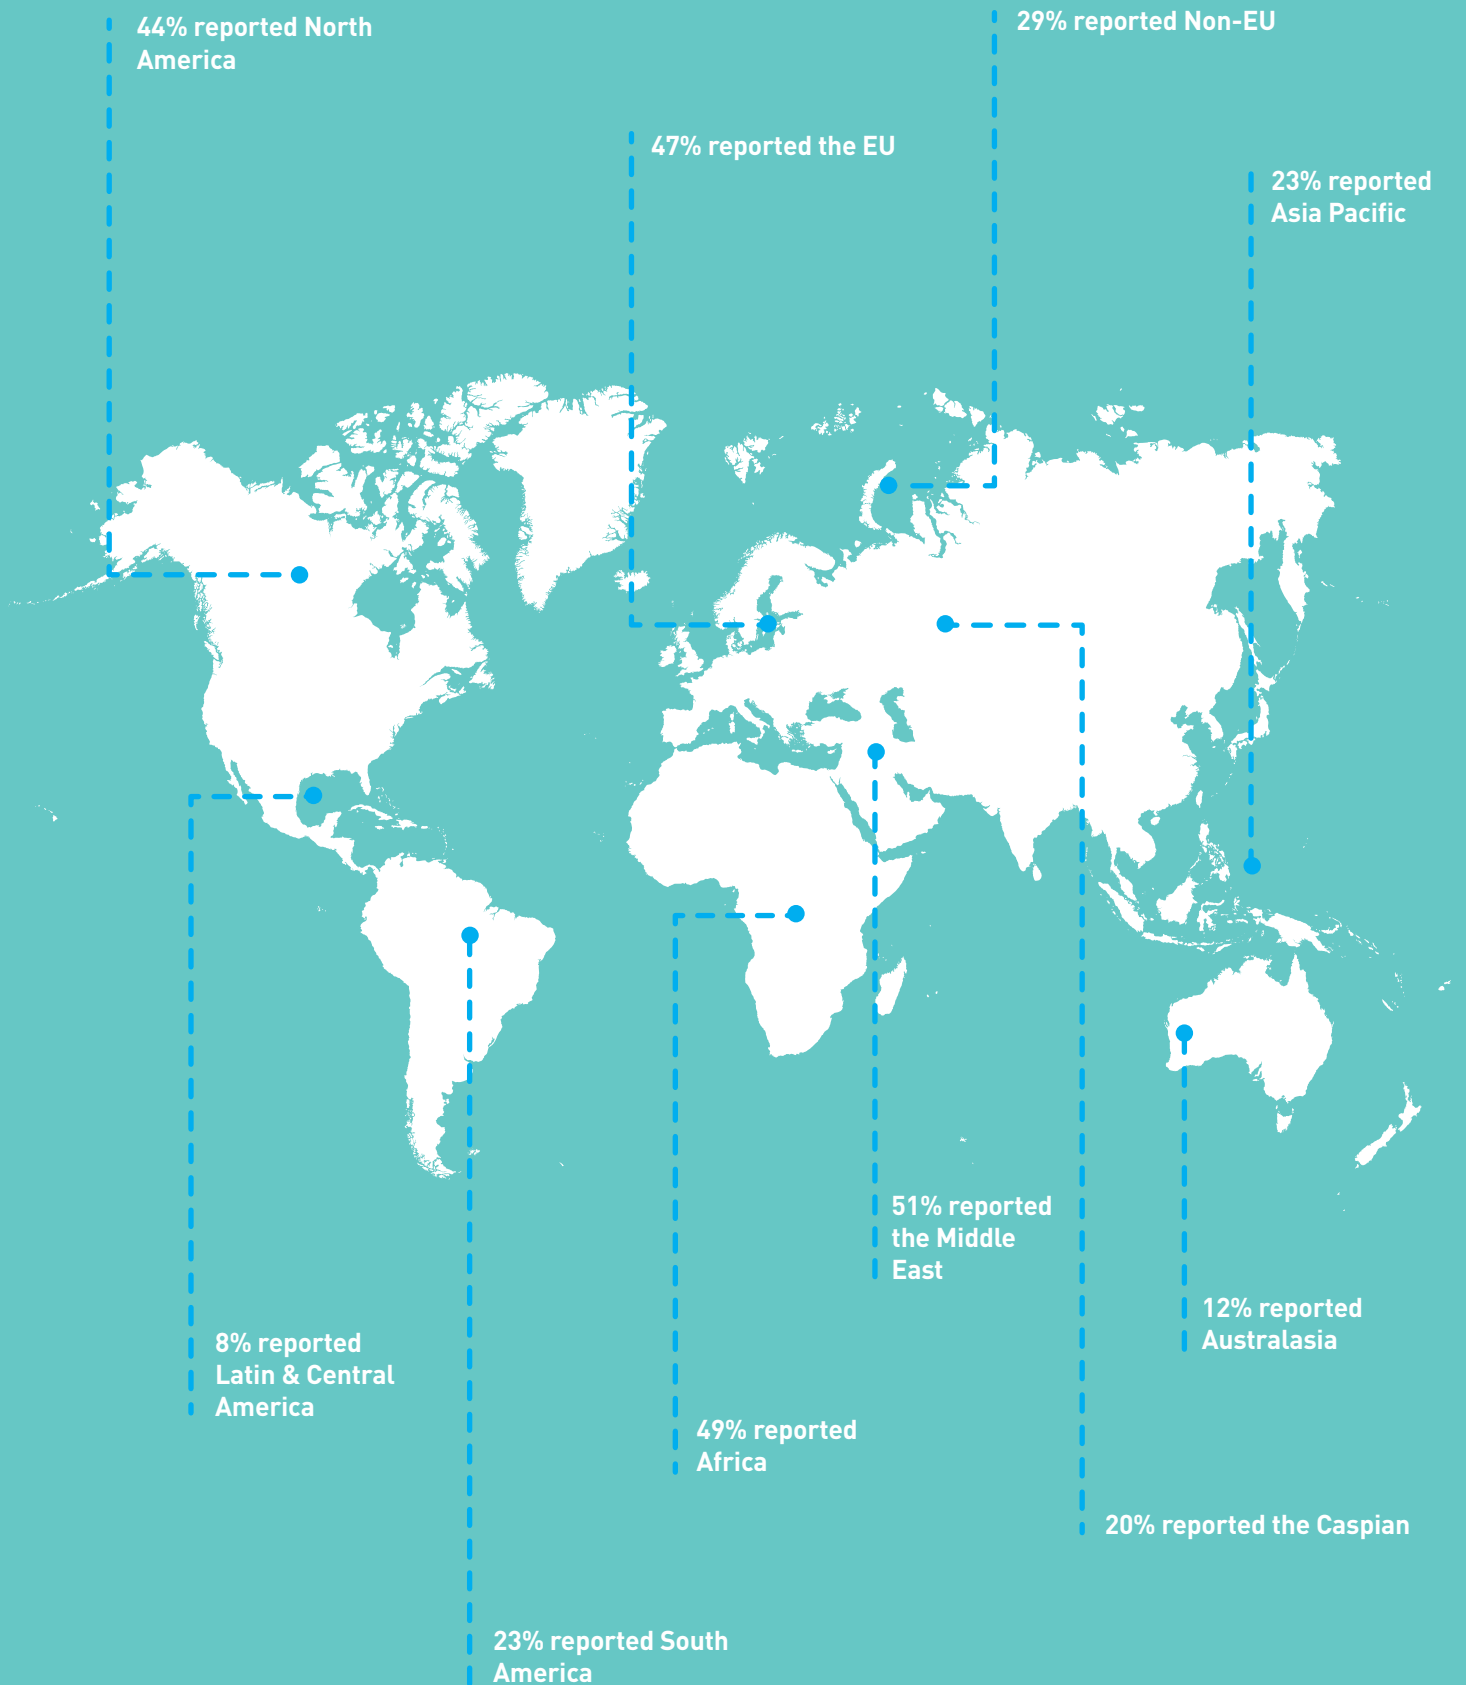 44% reported North
America
29% reported Non-EU
47% reported the EU
23% reported
Asia Pacific
51% reported
the Middle
East
12% reported
Australasia
8% reported
Latin & Central
America
49% reported
Africa
20% reported the Caspian
23% reported South
America